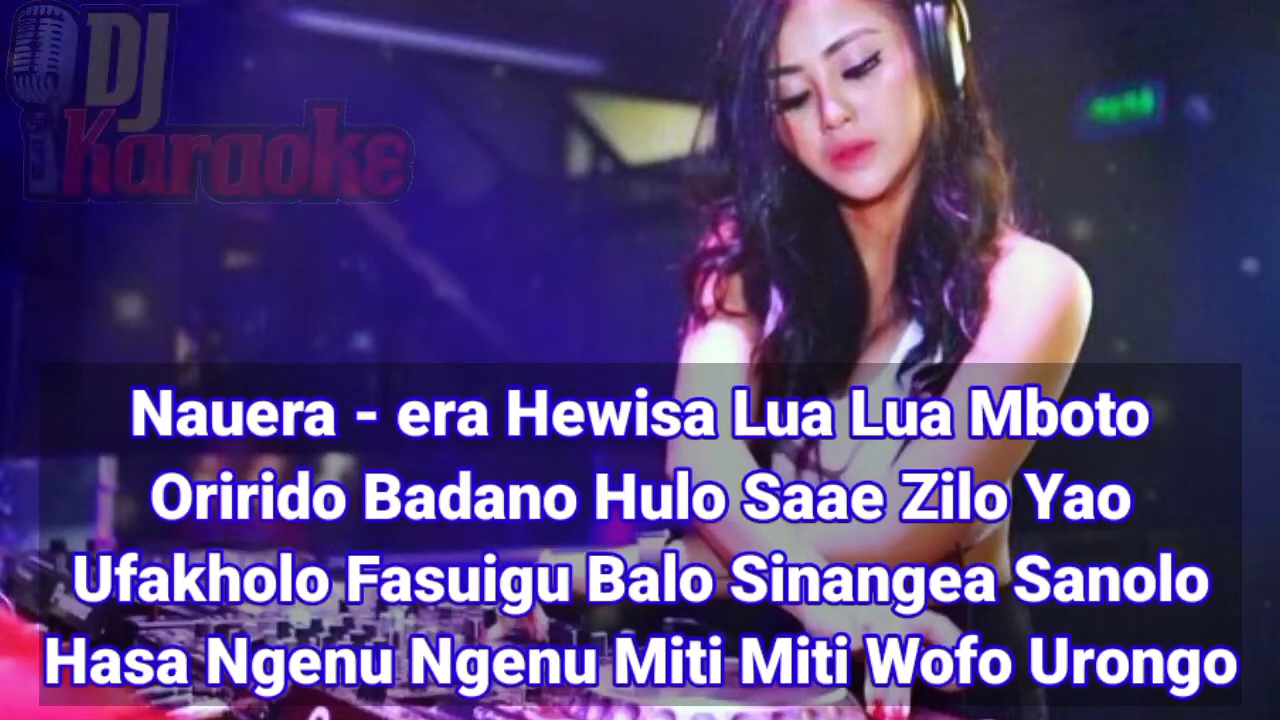 DJ
Karaoke
Nauera - era Hewisa Lua Lua Mboto
Orirido Badano Hulo Saae Zilo Yao
Ufakholo Fasuigu Balo Sinangea Sanolo
Hasa Ngenu Ngenu Miti Miti Wofo Urongo